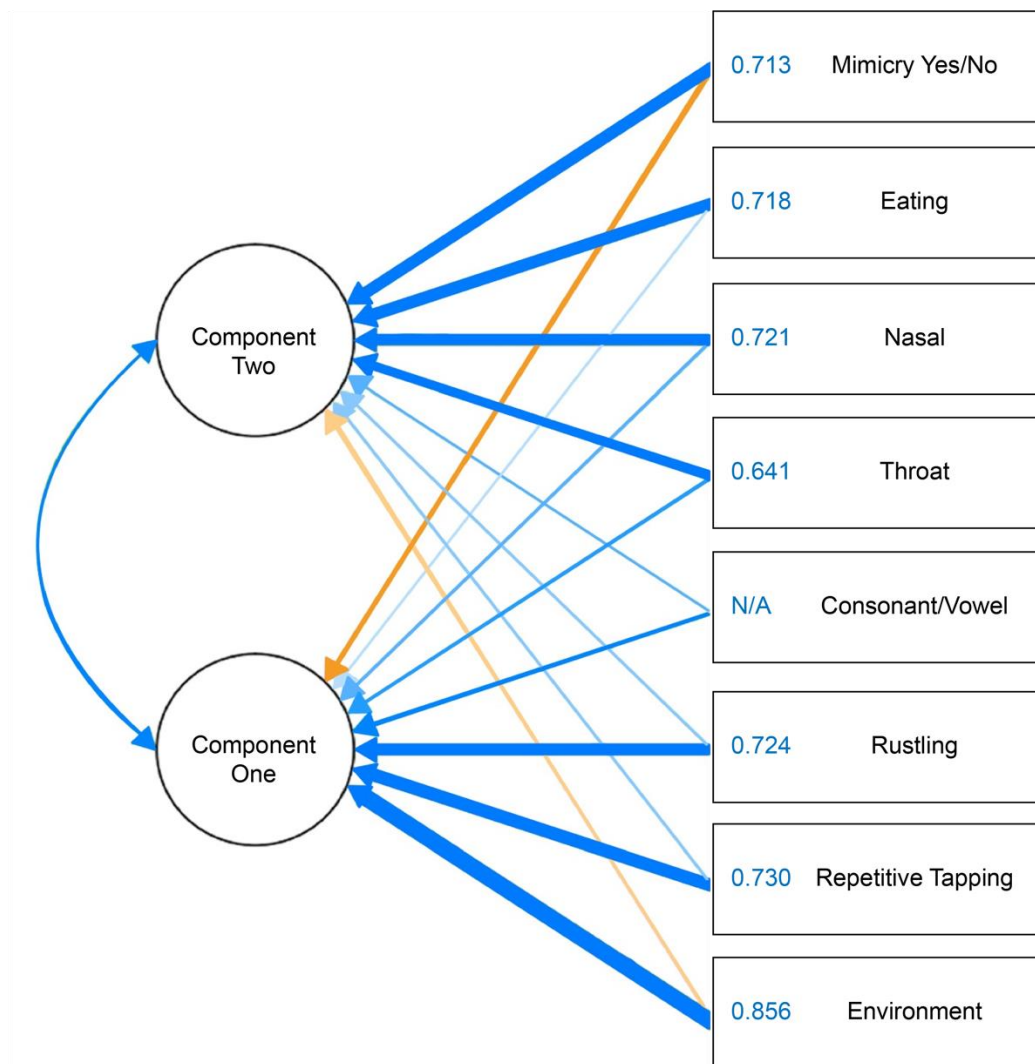 0.713 Mimicry Yes/No
0.718 Eating
0.721 Nasal
0.641 Throat
N/A Consonant/Vowel
0.724 Rustling
0.730 Repetitive Tapping
0.856 Environment
Component
Two
Component
One